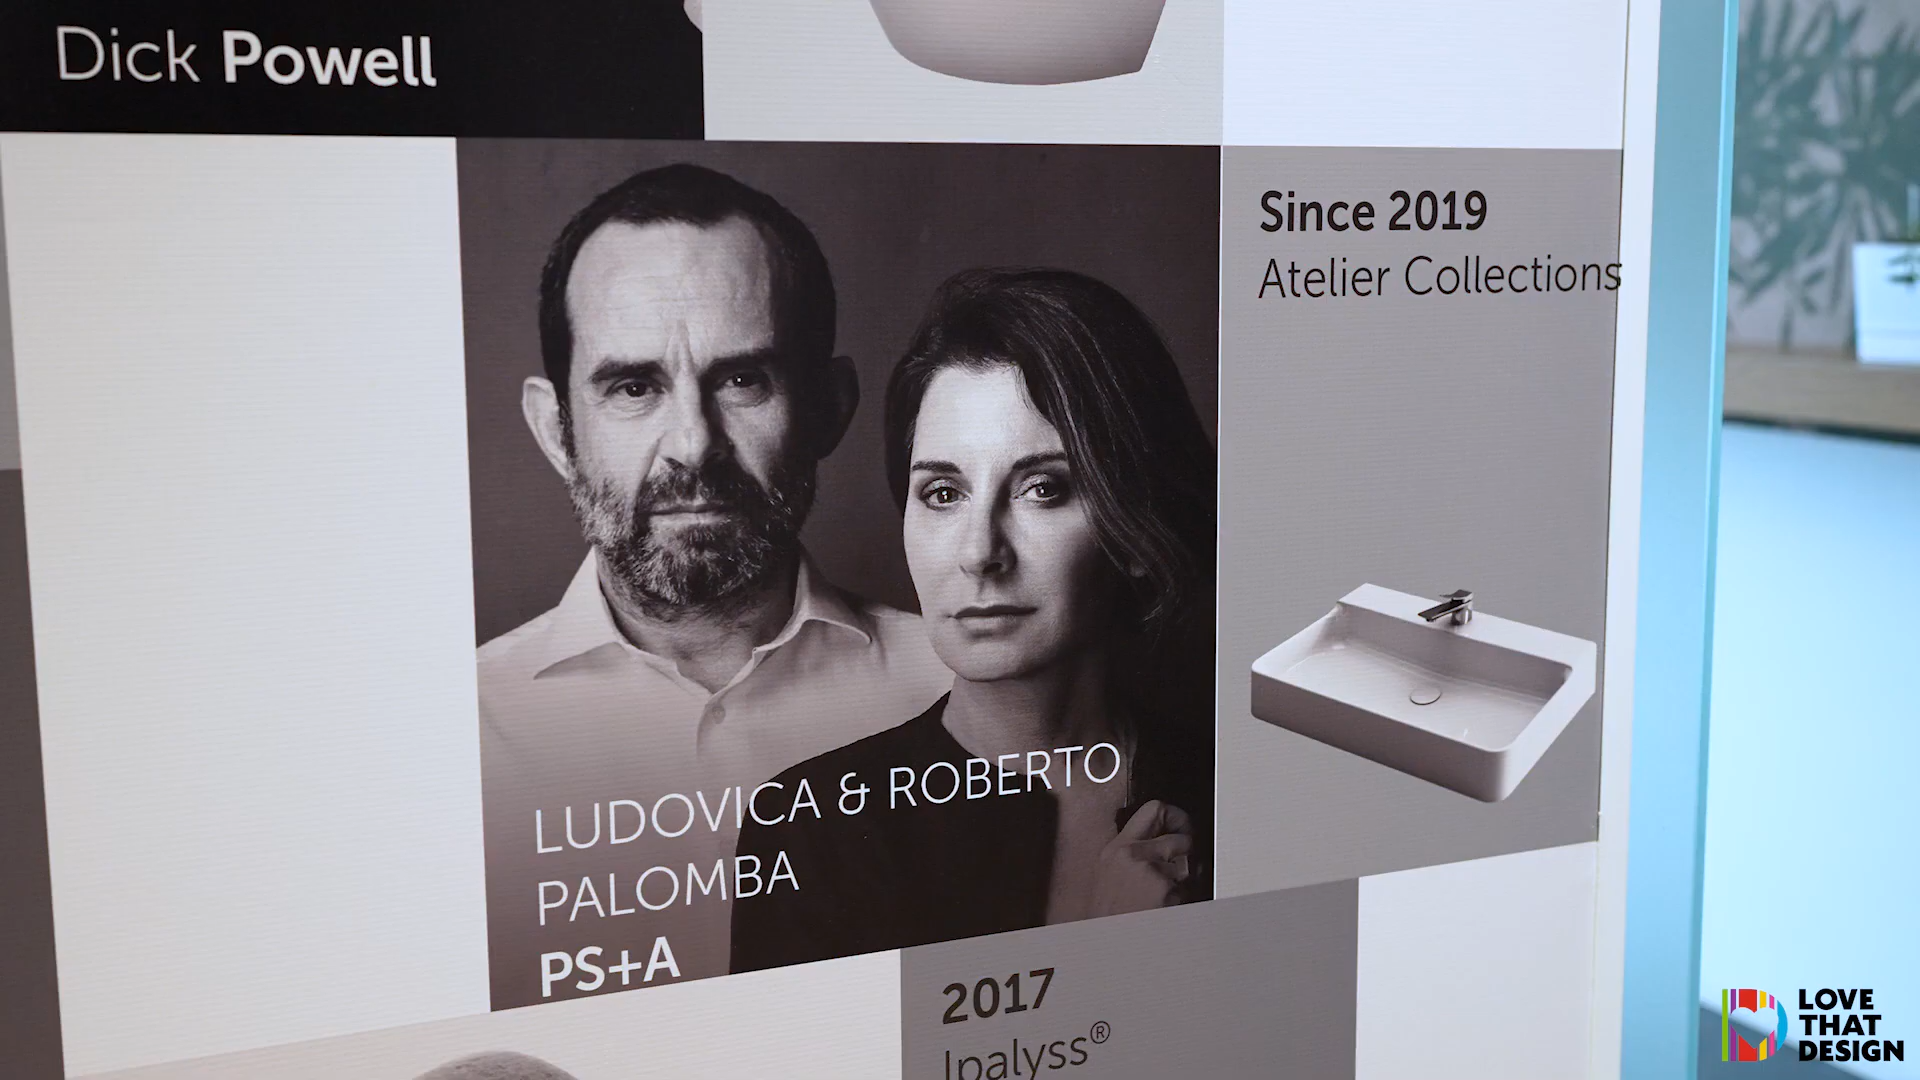 Dick Powell
Since 2019
Atelier Collections
LUDOVICA & ROBERTO
PALOMBA
PS+A
2017
Ipalyss®
LOVE
THAT
DESIGN